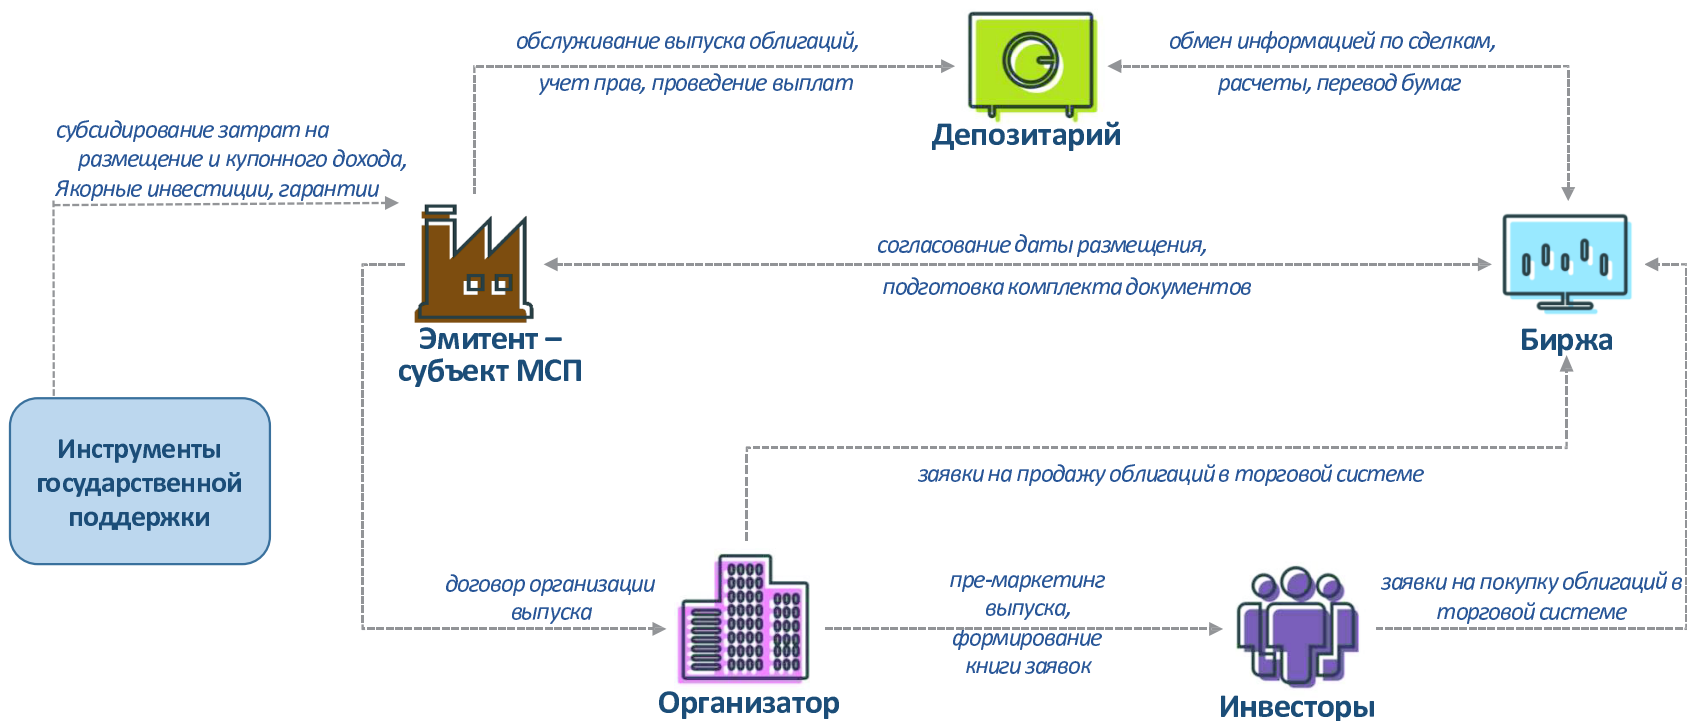 обслуживание выпуска облигаций,
учет прав, проведение выплат
обмен информацией по сделкам,
расчеты, перевод бумаг
Депозитарий
субсидирование затрат на
размещение и купонного дохода,
Якорные инвестиции, гарантии
согласование даты размещения,
подготовка комплекта документов
Эмитент –
субъект МСП
Биржа
Инструменты
государственной
поддержки
заявки на продажу облигаций в торговой системе
договор организации
выпуска
пре-маркетинг
выпуска,
формирование
книги заявок
заявки на покупку облигаций в
торговой системе
Организатор
Инвесторы